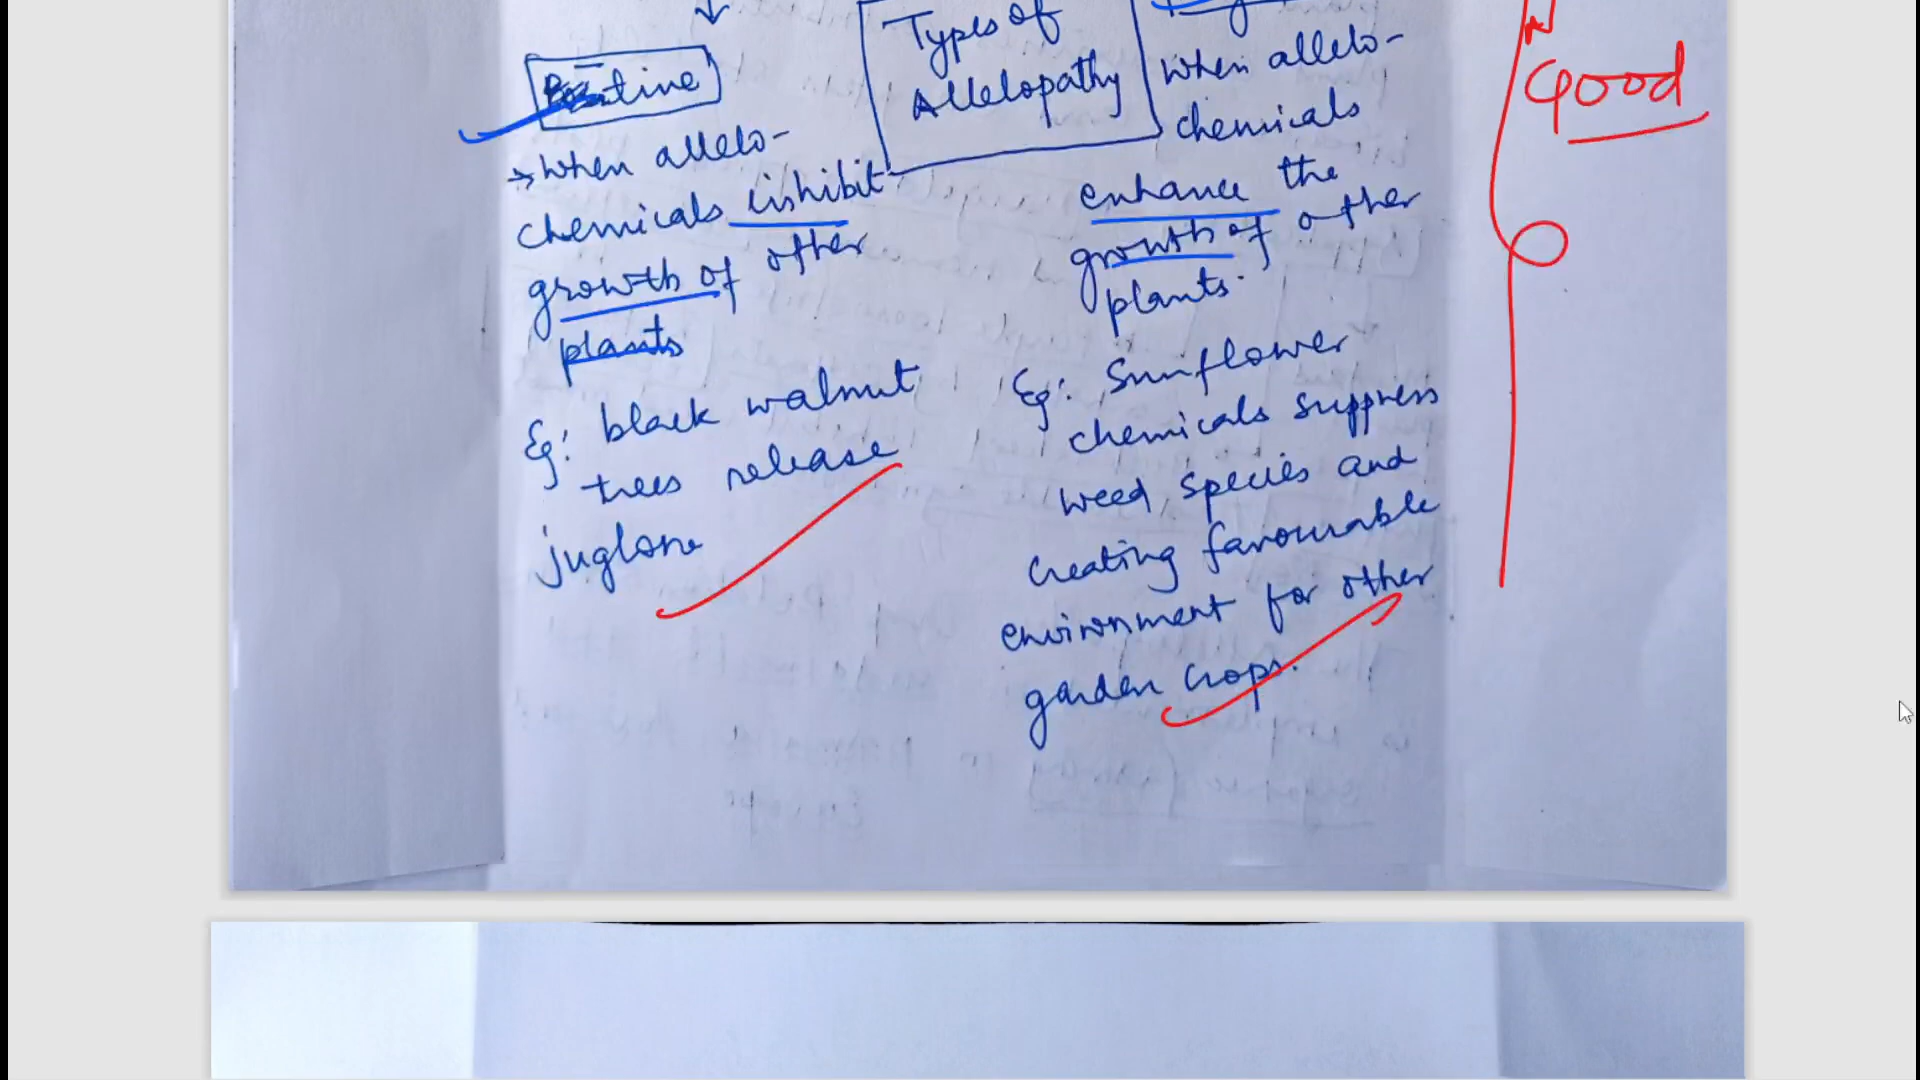 Types of
Allelopathy
→ When allelo-
chemicals inhibit
growth of other
plants
Eg: black walnut
trees release
juglone
when allelo-
chemicals
enhance the
growth of other
plants.
Eg: Sunflower
chemicals suppress
weed species and
creating favourable
environment for other
garden crops.
Good